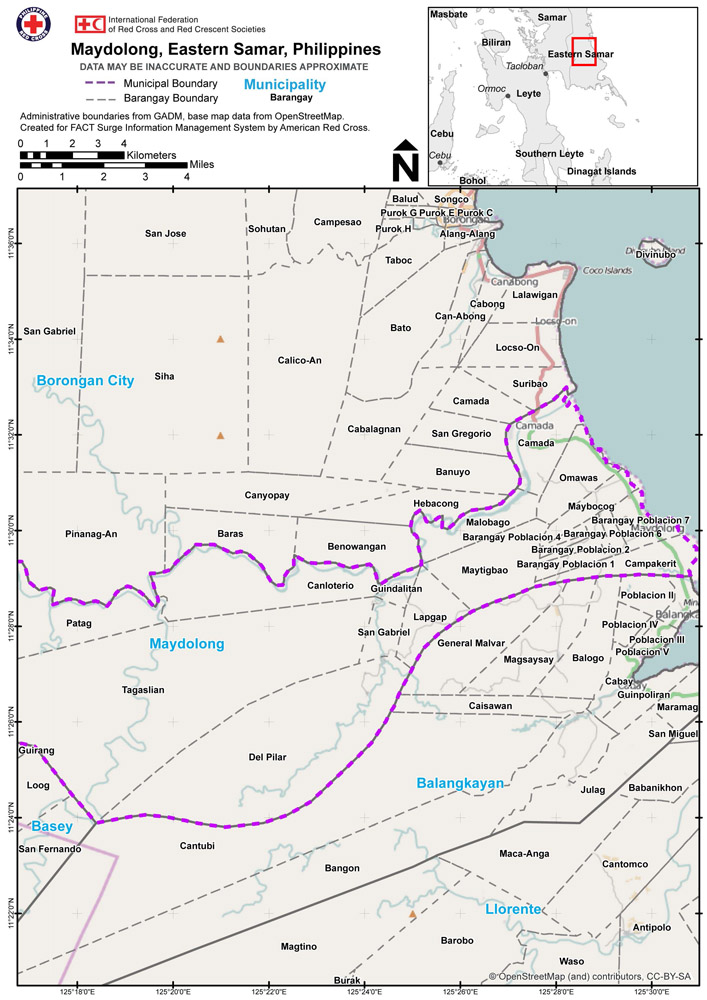 PHILIPPINE
RED CROSS
International Federation
of Red Cross and Red Crescent Societies
Maydolong, Eastern Samar, Philippines
DATA MAY BE INACCURATE AND BOUNDARIES APPROXIMATE
Municipal Boundary
Municipality
Barangay Boundary
Barangay
Administrative boundaries from GADM, base map data from OpenStreetMap.
Created for FACT Surge Information Management System by American Red Cross.
0 1 2 3 4
Kilometers
Miles
0 1 2 3 4
N
Masbate
Samar
Biliran
Eastern Samar
Tacloban
Ormoc
Leyte
Cebu
Cebu
Southern Leyte
Dinagat Islands
Bohol
Balud
Songco
Purok G
Purok E
Purok C
Borongan
San Jose
Sohutan
Campesao
Purok H
Alang-Alang
11°36'0"N
Taboc
Divinubo
Coco Islands
Canabong
Cabong
Lalawigan
Can-Abong
Locso-on
San Gabriel
Bato
11°34'0"N
Locso-On
Calico-An
Siha
Borongan City
Suribao
Camada
Camada
Cabalagnan
San Gregorio
11°32'0"N
Camada
Banuyo
Omawas
Canyopay
Hebacong
Maybocog
Malobago
Barangay Poblacion 7
Maydolong
11°30'0"N
Pinanag-An
Baras
Barangay Poblacion 4
Barangay Poblacion 6
Benowangan
Barangay Poblacion 2
Maytigbao
Barangay Poblacion 1
Campakerit
Canloterio
Guindalitan
Poblacion II
11°28'0"N
Patag
Lapgap
Balangka
San Gabriel
Poblacion IV
Maydolong
General Malvar
Poblacion III
Poblacion V
Magsaysay
Balogo
Tagaslian
Cabay
Guinpoliran
Caisawan
Maramag
11°26'0"N
San Miguel
Guirang
Del Pilar
Loog
Balangkayan
Julag
Babanikhon
11°24'0"N
Basey
San Fernando
Cantubi
Maca-Anga
Bangon
Cantomco
11°22'0"N
Llorente
Antipolo
Magtino
Barobo
Waso
Burak
© OpenStreetMap (and) contributors, CC-BY-SA
125°18'0"E 125°20'0"E 125°22'0"E 125°24'0"E 125°26'0"E 125°28'0"E 125°30'0"E